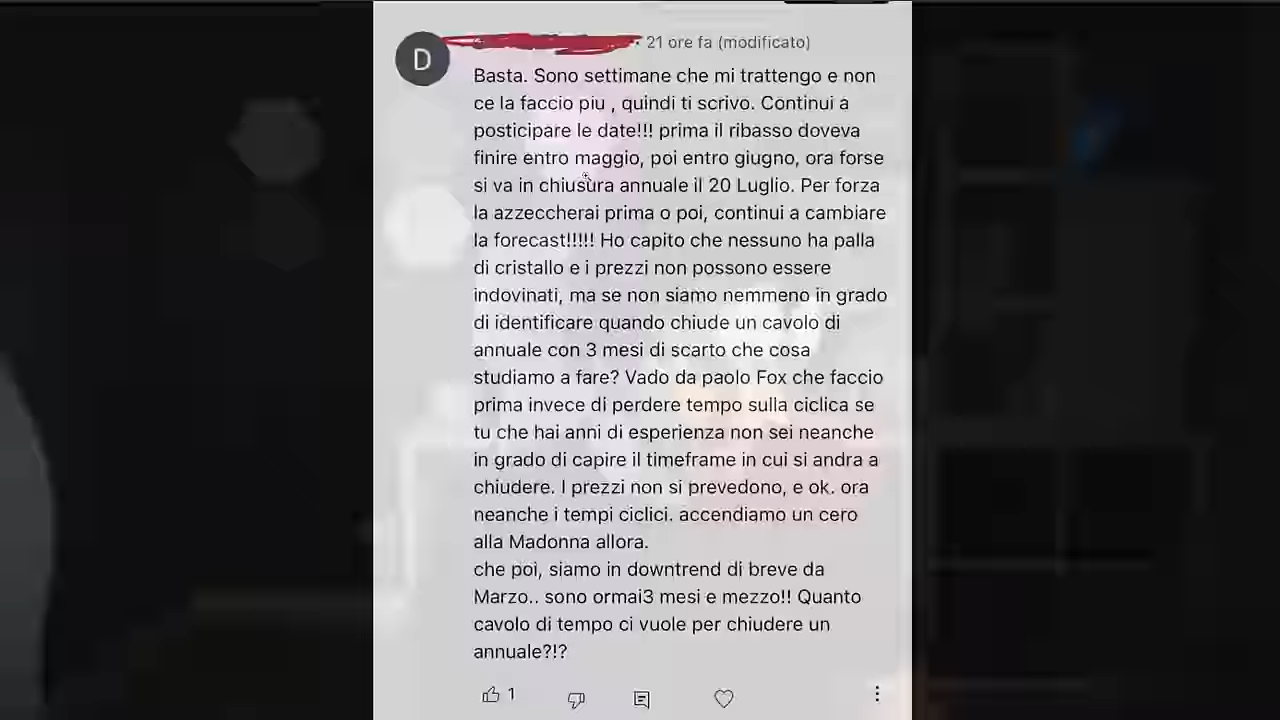 D
21 ore fa (modificato)
Basta. Sono settimane che mi trattengo e non
ce la faccio piu , quindi ti scrivo. Continui a
posticipare le date!!! prima il ribasso doveva
finire entro maggio, poi entro giugno, ora forse
si va in chiusura annuale il 20 Luglio. Per forza
la azzeccherai prima o poi, continui a cambiare
la forecast!!!!! Ho capito che nessuno ha palla
di cristallo e i prezzi non possono essere
indovinati, ma se non siamo nemmeno in grado
di identificare quando chiude un cavolo di
annuale con 3 mesi di scarto che cosa
studiamo a fare? Vado da paolo Fox che faccio
prima invece di perdere tempo sulla ciclica se
tu che hai anni di esperienza non sei neanche
in grado di capire il timeframe in cui si andra a
chiudere. I prezzi non si prevedono, e ok. ora
neanche i tempi ciclici. accendiamo un cero
alla Madonna allora.
che poi, siamo in downtrend di breve da
Marzo.. sono ormai3 mesi e mezzo!! Quanto
cavolo di tempo ci vuole per chiudere un
annuale?!?
1